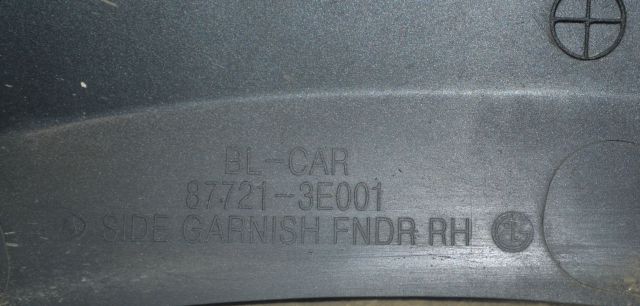 BL-CAR
87721-3E001
SIDE GARNISH FNDR RH